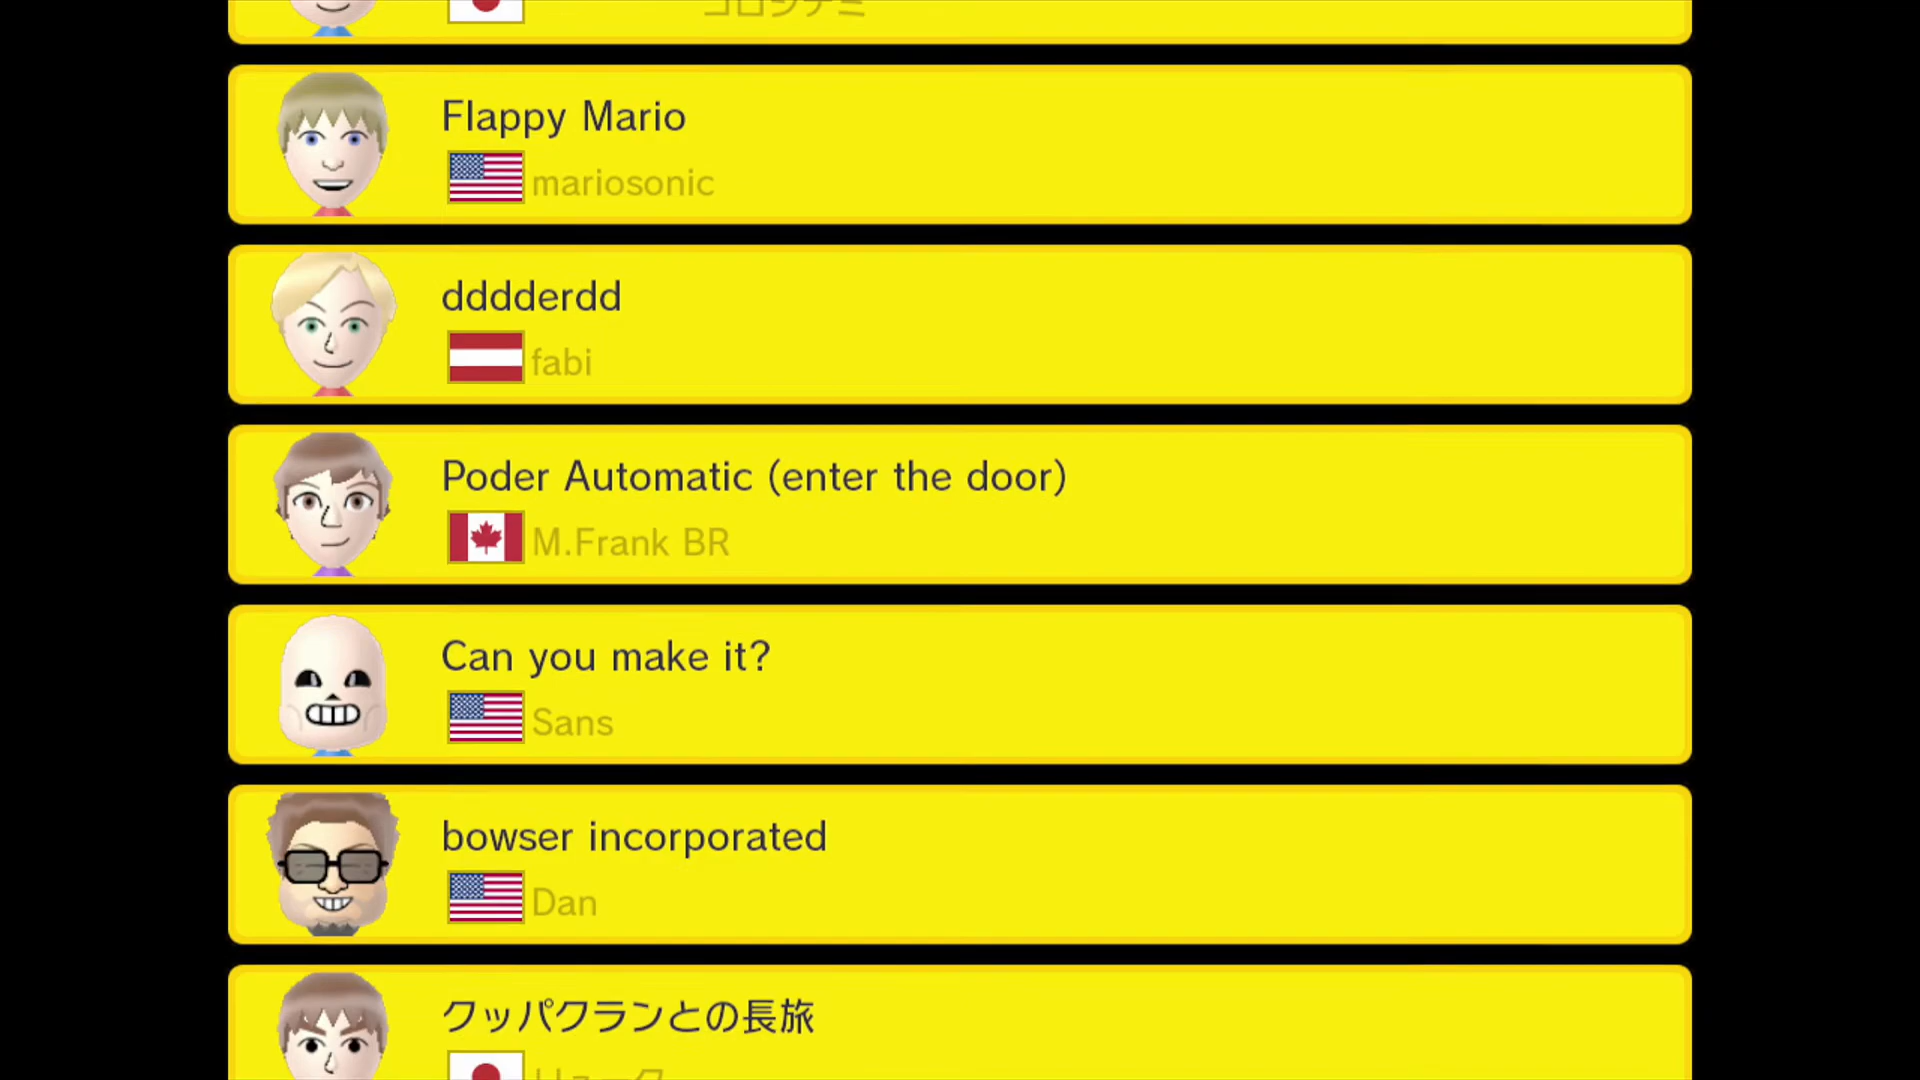 Flappy Mario
mariosonic
dddderdd
fabi
Poder Automatic (enter the door)
M.Frank BR
Can you make it?
Sans
bowser incorporated
Dan
クッパクランとの長旅